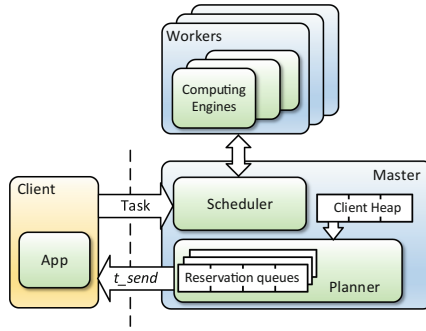 Workers
Computing
Engines
Client
Master
Task
Scheduler
Client Heap
App
t_send
Reservation queues
Planner